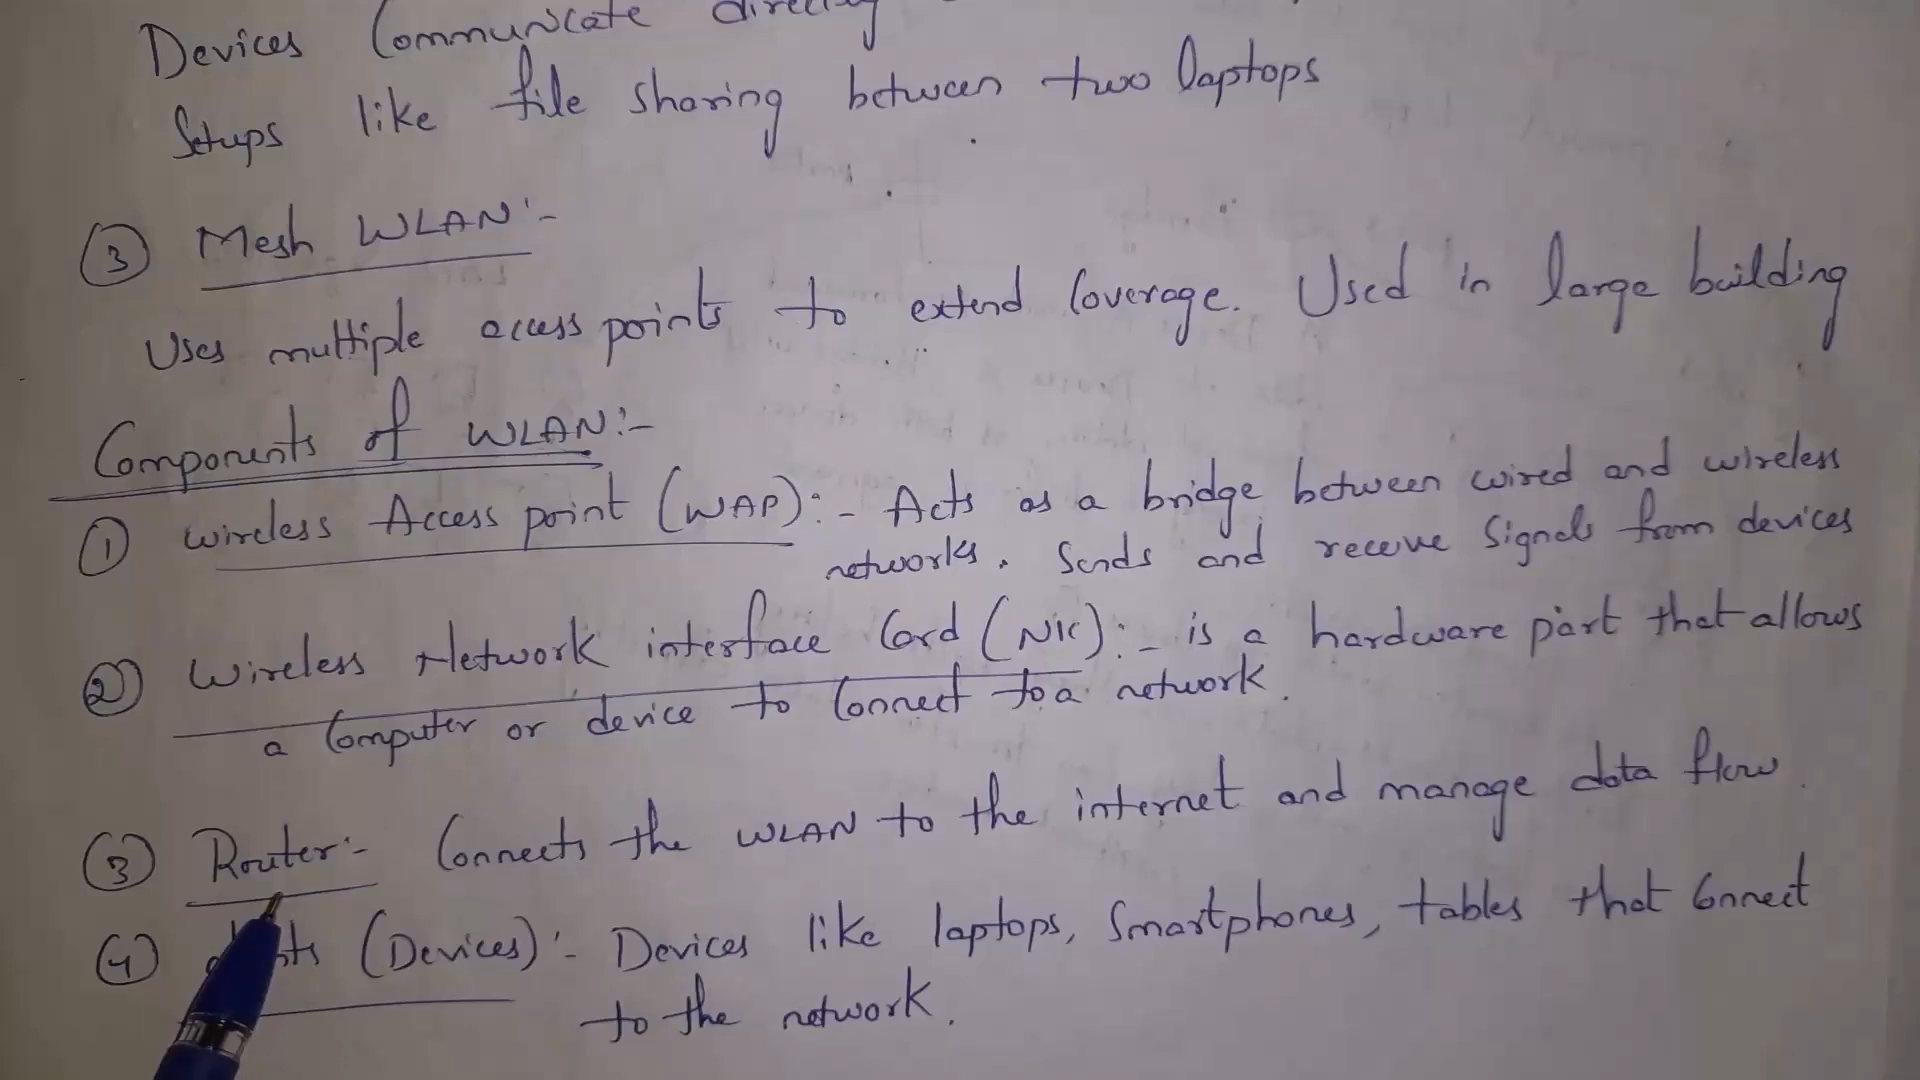 Devices Communicate directly
Setups like file sharing between two laptops
③ Mesh WLAN:-
Uses multiple access points to extend Coverage. Used in large building
Components of WLAN:-
① Wireless Access point (WAP):- Acts as a bridge between wired and wireless
networks. Sends and receive Signals from devices
② Wireless Network interface Card (NIC):- is a hardware part that allows
a Computer or device to Connect to a network.
③ Router:- Connects the WLAN to the internet and manage data flow.
④ (Devices):- Devices like laptops, Smartphones, tables that Connect
to the network.